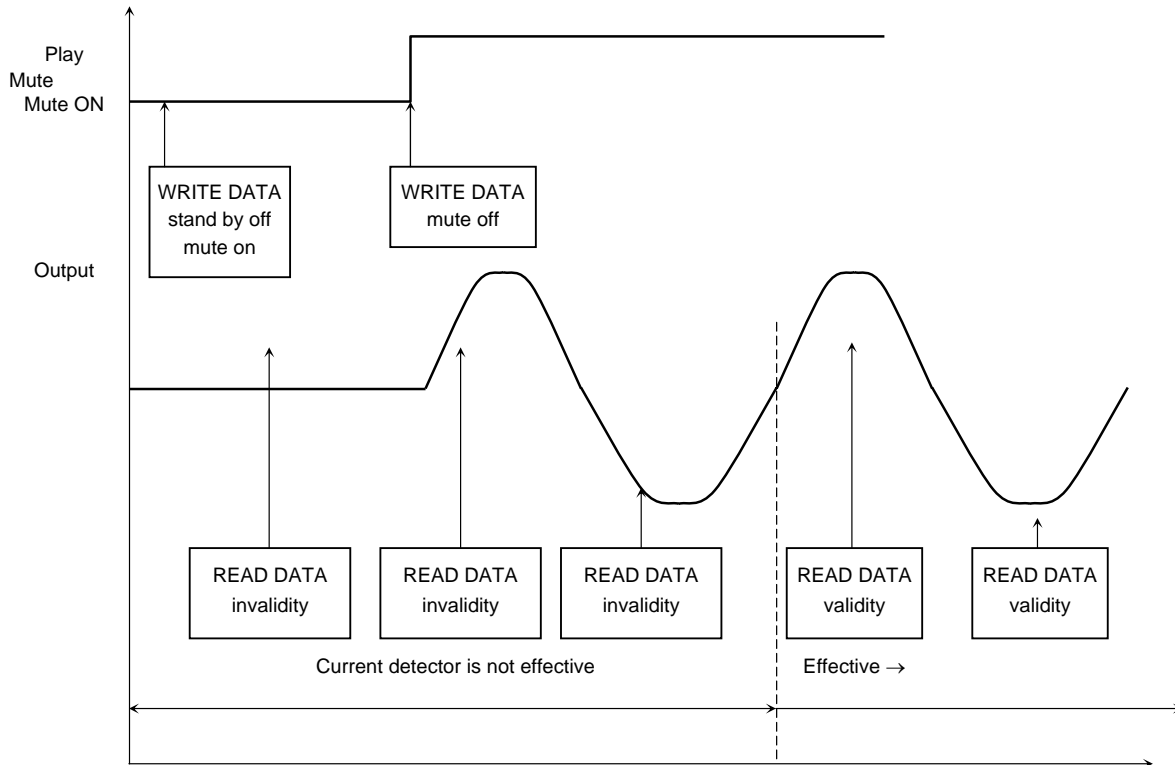 Play
Mute
Mute ON
WRITE DATA
stand by off
mute on
WRITE DATA
mute off
Output
READ DATA
invalidity
READ DATA
invalidity
READ DATA
invalidity
READ DATA
validity
READ DATA
validity
Current detector is not effective
Effective →